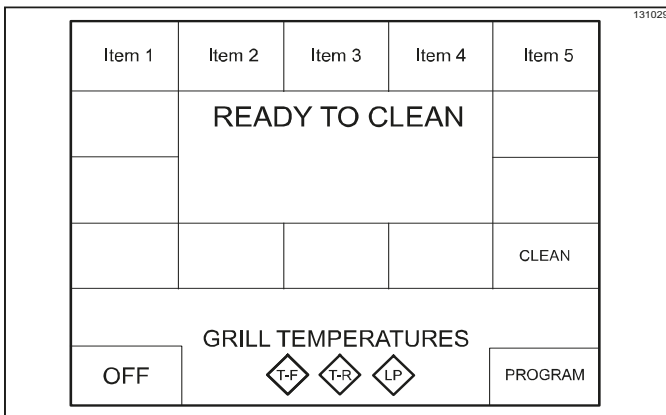 131029
Item 1 Item 2 Item 3 Item 4 Item 5
READY TO CLEAN
CLEAN
GRILL TEMPERATURES
OFF T-F T-R LP PROGRAM